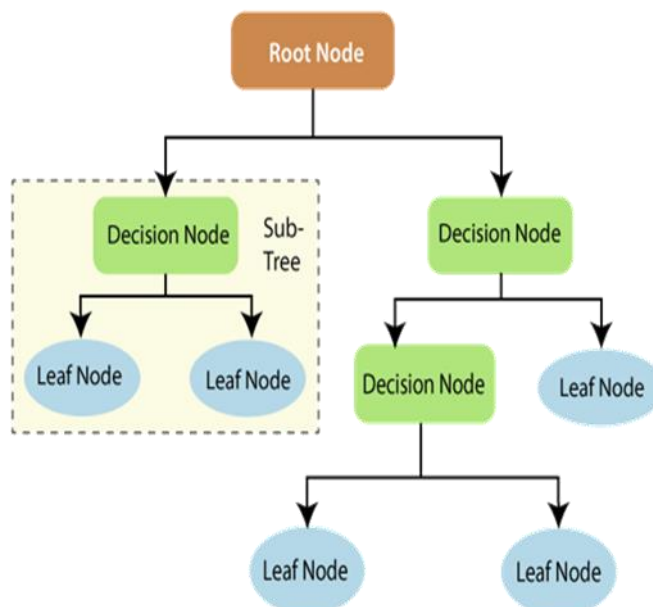 Root Node
Decision Node
Sub-
Tree
Decision Node
Leaf Node
Leaf Node
Decision Node
Leaf Node
Leaf Node
Leaf Node